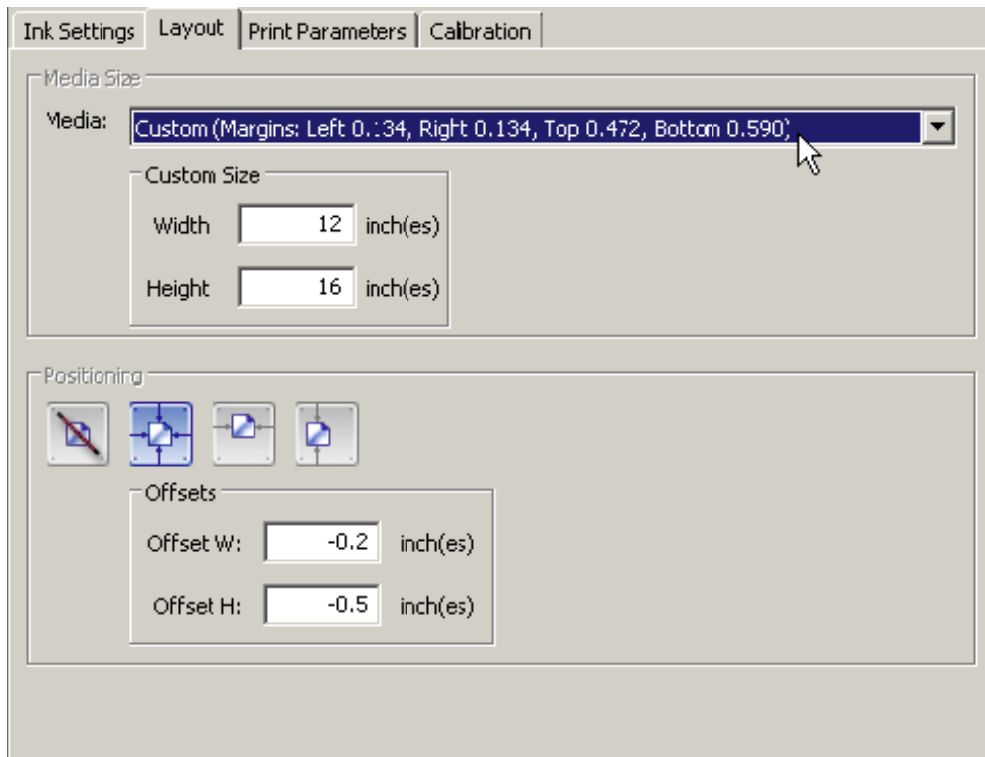 Ink Settings Layout Print Parameters Calibration
Media Size
Media: Custom (Margins: Left 0.134, Right 0.134, Top 0.472, Bottom 0.590)
Custom Size
Width 12 inch(es)
Height 16 inch(es)
Positioning
Offsets
Offset W: -0.2 inch(es)
Offset H: -0.5 inch(es)